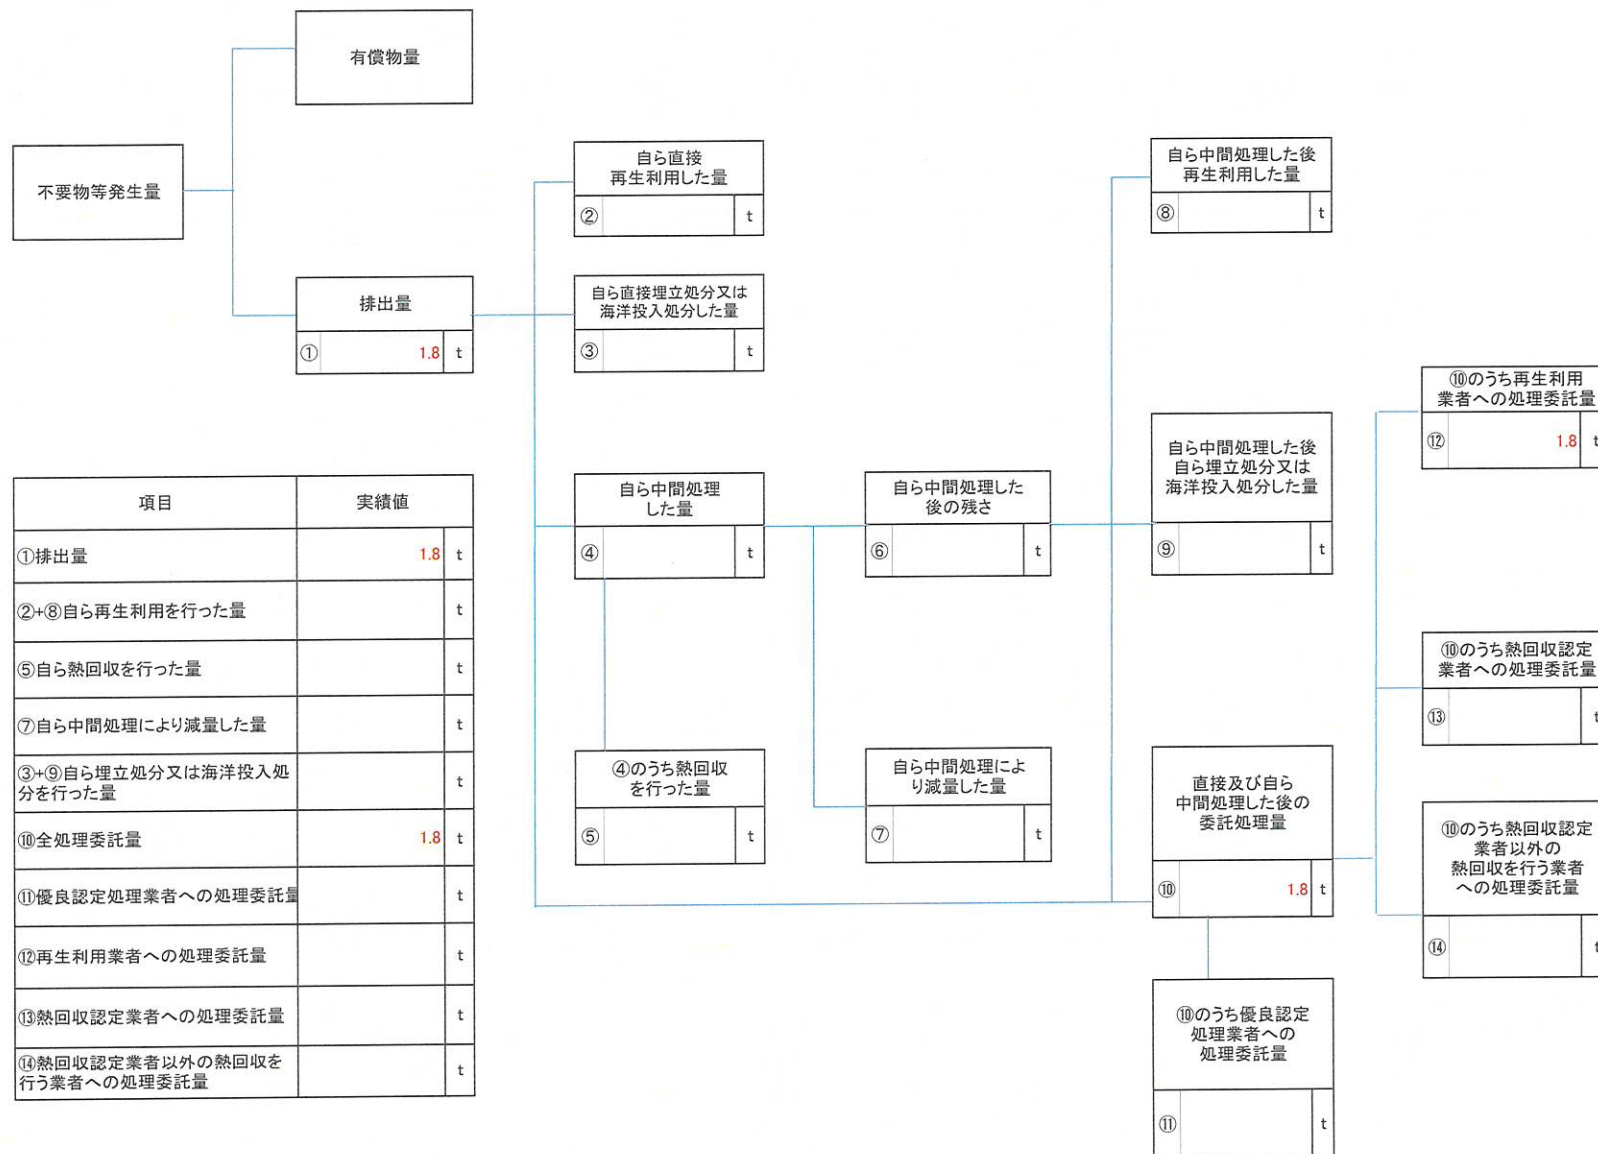 有償物量
不要物等発生量
排出量
① 1.8 t
自ら直接
再生利用した量
② t
自ら直接埋立処分又は
海洋投入処分した量
③ t
自ら中間処理
した量
④ t
④のうち熱回収
を行った量
⑤ t
自ら中間処理した
後の残さ
⑥ t
自ら中間処理によ
り減量した量
⑦ t
自ら中間処理した後
再生利用した量
⑧ t
自ら中間処理した後
自ら埋立処分又は
海洋投入処分した量
⑨ t
直接及び自ら
中間処理した後の
委託処理量
⑩ 1.8 t
⑩のうち優良認定
処理業者への
処理委託量
⑪ t
⑩のうち再生利用
業者への処理委託量
⑫ 1.8 t
⑩のうち熱回収認定
業者への処理委託量
⑬ t
⑩のうち熱回収認定
業者以外の
熱回収を行う業者
への処理委託量
⑭ t
項目 実績値
①排出量 1.8 t
②+⑧自ら再生利用を行った量 t
⑤自ら熱回収を行った量 t
⑦自ら中間処理により減量した量 t
③+⑨自ら埋立処分又は海洋投入処
分を行った量 t
⑩全処理委託量 1.8 t
⑪優良認定処理業者への処理委託量 t
⑫再生利用業者への処理委託量 t
⑬熱回収認定業者への処理委託量 t
⑭熱回収認定業者以外の熱回収を
行う業者への処理委託量 t